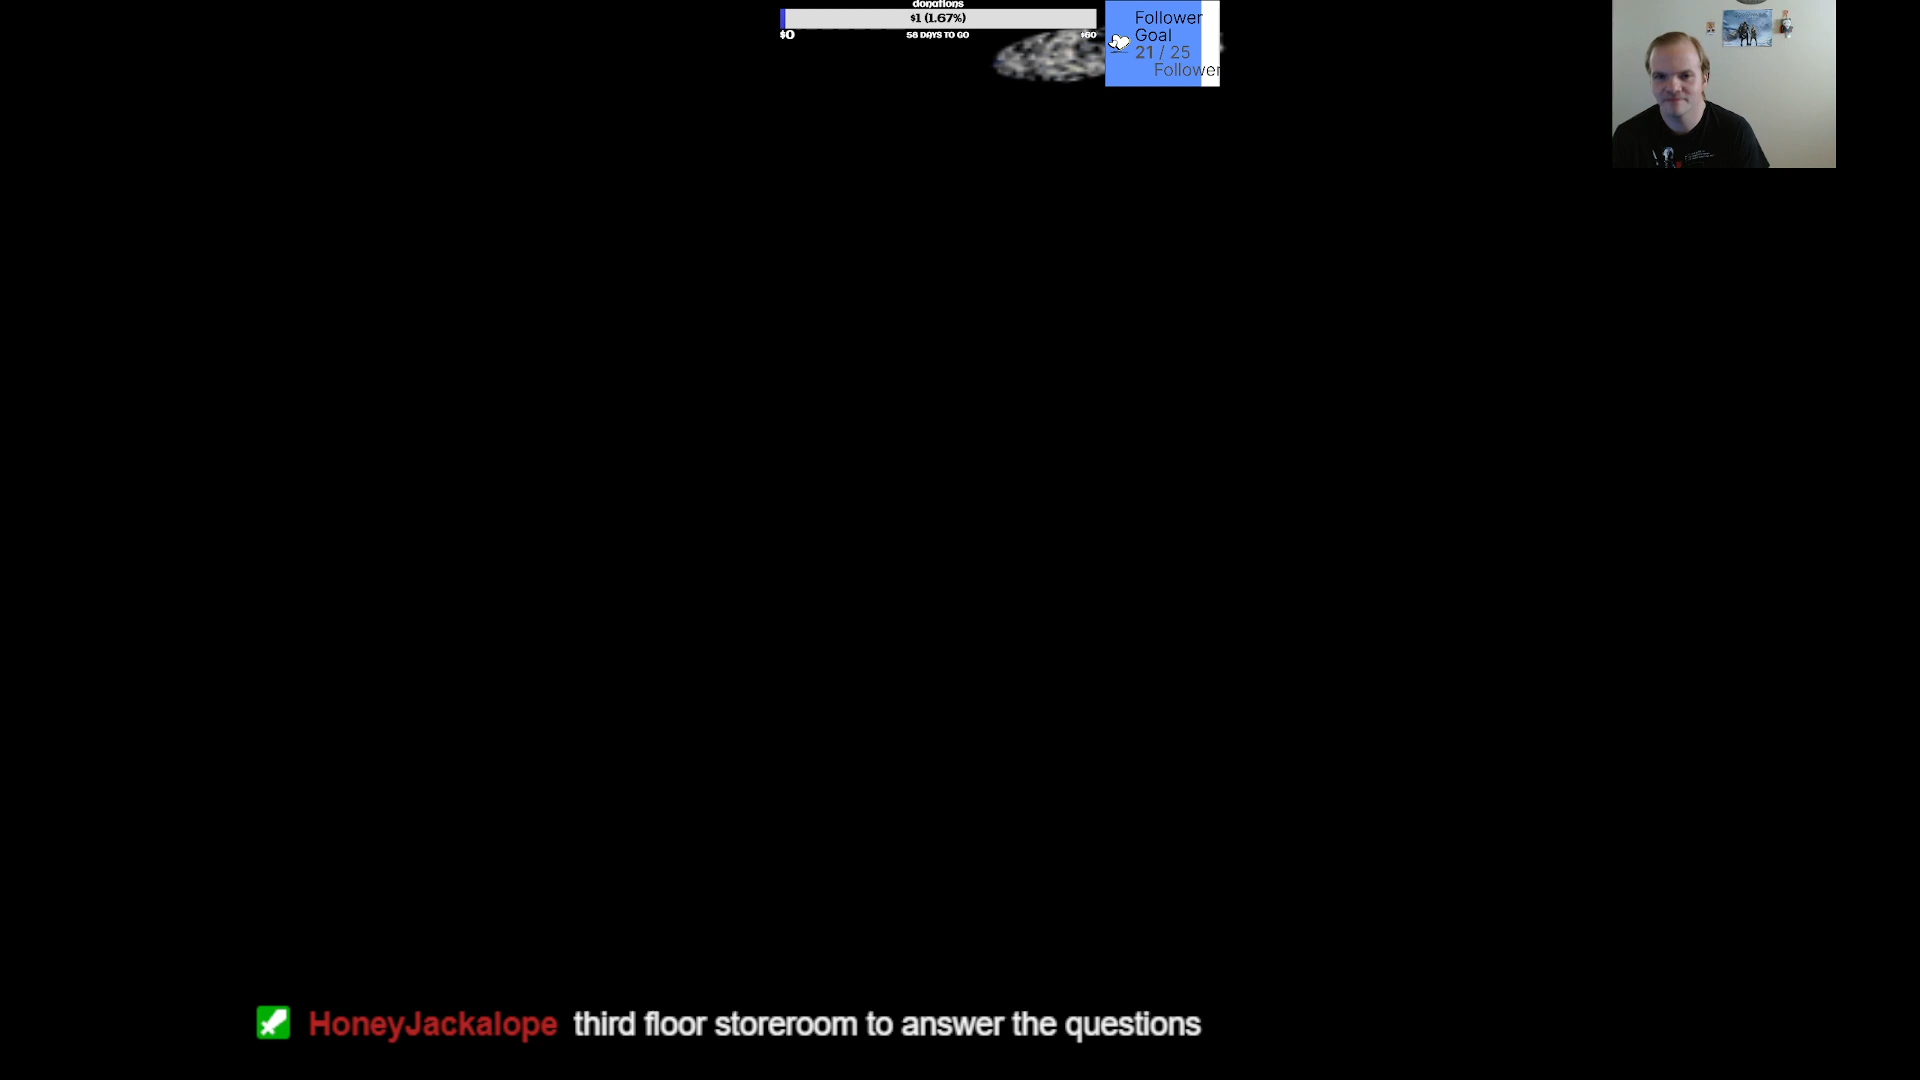 donations
$1 (1.67%)
$0
58 DAYS TO GO
$60
Follower
Goal
21 / 25
Follower
HoneyJackalope third floor storeroom to answer the questions